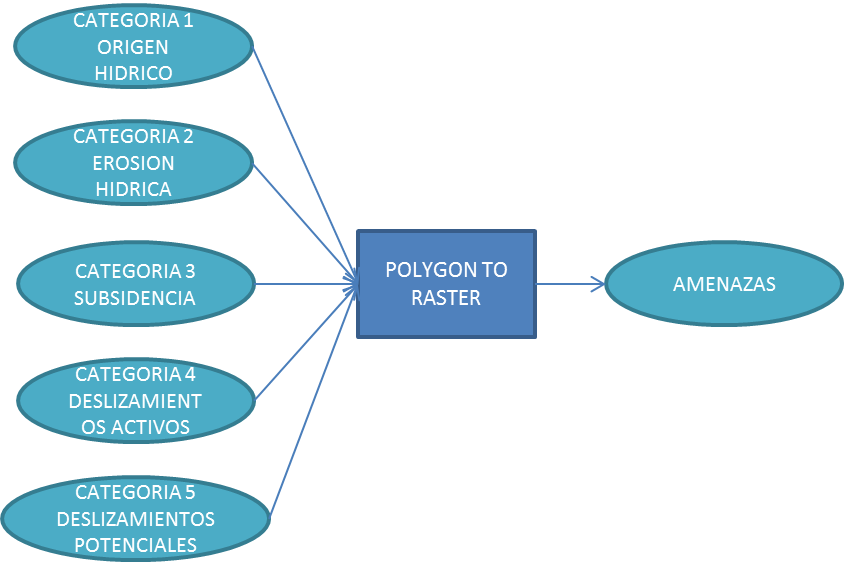 CATEGORIA 1
ORIGEN
HIDRICO
CATEGORIA 2
EROSION
HIDRICA
CATEGORIA 3
SUBSIDENCIA
CATEGORIA 4
DESLIZAMIENT
OS ACTIVOS
CATEGORIA 5
DESLIZAMIENTOS
POTENCIALES
POLYGON TO
RASTER
AMENAZAS